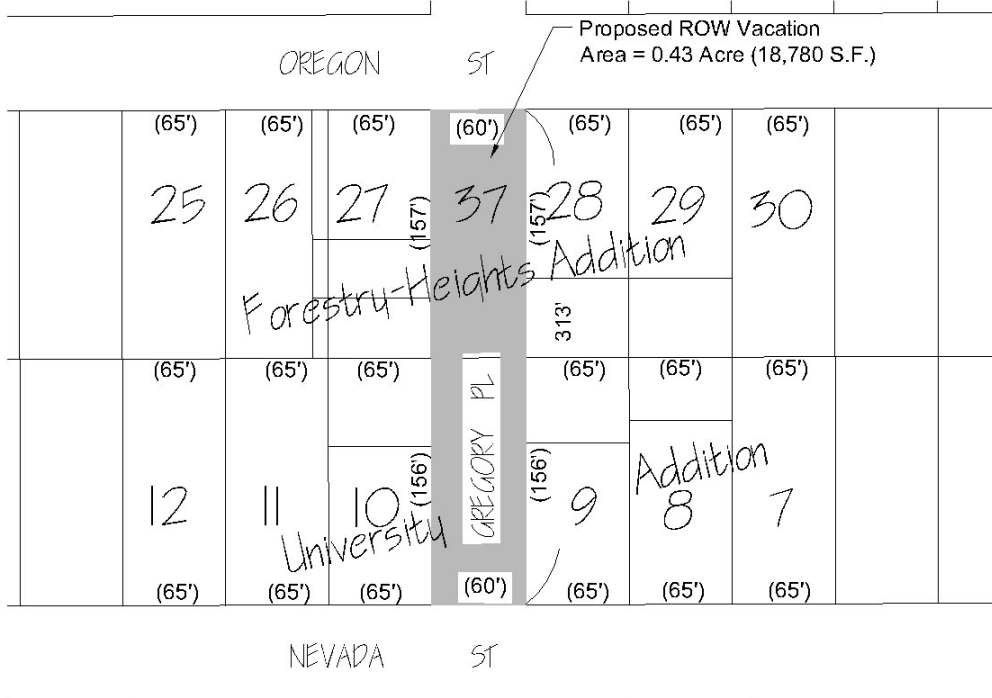 Proposed ROW Vacation
Area = 0.43 Acre (18,780 S.F.)
OREGON ST
(65') (65') (65') (60') (65') (65') (65')
25 26 27 37 28 29 30
(157') (157')
Forestry-Heights Addition
313'
(65') (65') (65') (65') (65') (65')
GREGORY PL
Addition
(156') (156')
12 11 10 9 8 7
University
(65') (65') (65') (60') (65') (65') (65')
NEVADA ST